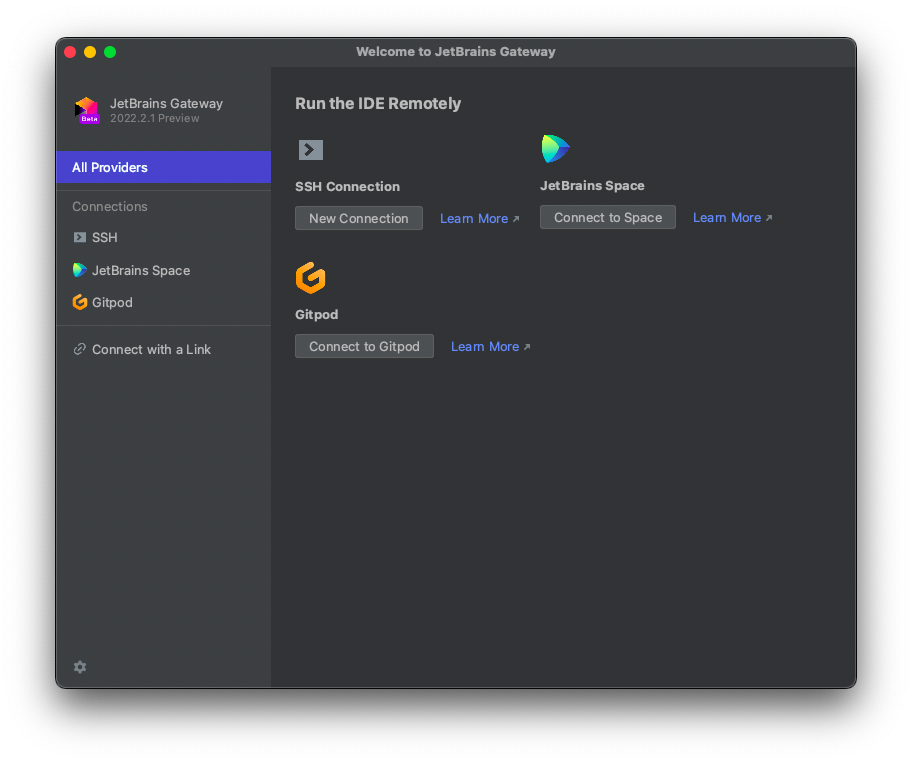 Welcome to JetBrains Gateway
JetBrains Gateway
2022.2.1 Preview
Beta
All Providers
Connections
SSH
JetBrains Space
Gitpod
Connect with a Link
Run the IDE Remotely
SSH Connection
New Connection Learn More
JetBrains Space
Connect to Space Learn More
Gitpod
Connect to Gitpod Learn More